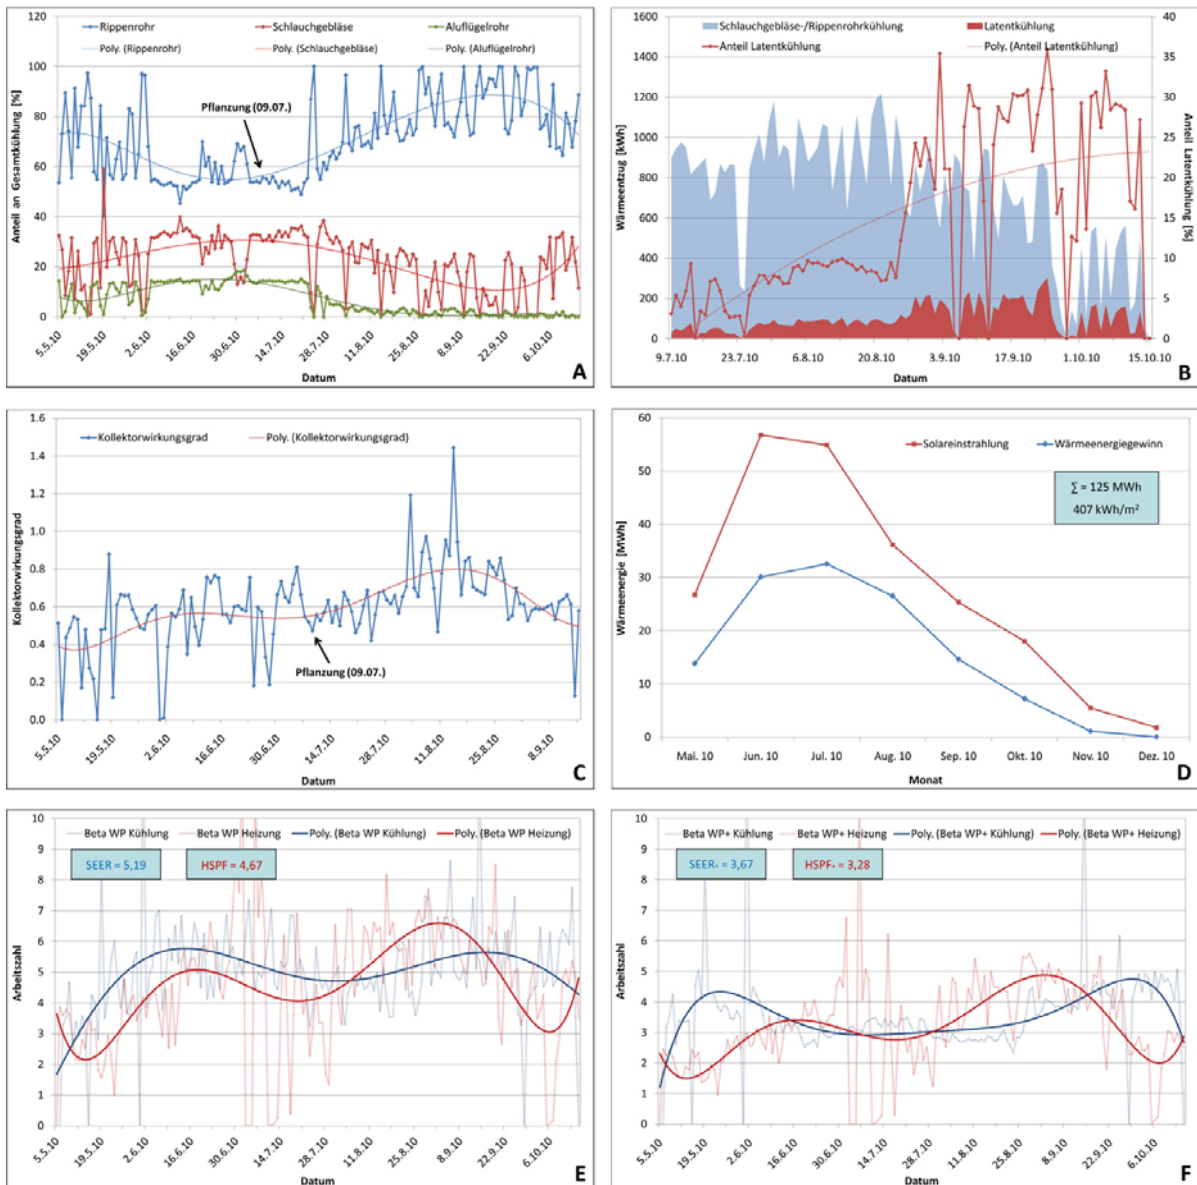 Rippenrohr Schlauchgebläse Aluflügelrohr
Poly. (Rippenrohr) Poly. (Schlauchgebläse) Poly. (Aluflügelrohr)
Anteil an Gesamtkühlung [%]
120
100
80
60
40
20
0
Pflanzung (09.07.)
5.5.10 19.5.10 2.6.10 16.6.10 30.6.10 14.7.10 28.7.10 11.8.10 25.8.10 8.9.10 22.9.10 6.10.10
Datum
A
Schlauchgebläse-/Rippenrohrkühlung Latentkühlung
Anteil Latentkühlung Poly. (Anteil Latentkühlung)
Wärmeentzug [kWh]
1600
1400
1200
1000
800
600
400
200
0
40
35
30
25
20
15
10
5
0
Anteil Latentkühlung [%]
9.7.10 23.7.10 6.8.10 20.8.10 3.9.10 17.9.10 1.10.10 15.10.10
Datum
B
Kollektorwirkungsgrad Poly. (Kollektorwirkungsgrad)
Kollektorwirkungsgrad
1.6
1.4
1.2
1.0
0.8
0.6
0.4
0.2
0.0
Pflanzung (09.07.)
5.5.10 19.5.10 2.6.10 16.6.10 30.6.10 14.7.10 28.7.10 11.8.10 25.8.10 8.9.10
Datum
C
Solareinstrahlung Wärmeenergiegewinn
Wärmeenergie [MWh]
60
50
40
30
20
10
0
∑ = 125 MWh
407 kWh/m²
Mai. 10 Jun. 10 Jul. 10 Aug. 10 Sep. 10 Okt. 10 Nov. 10 Dez. 10
Monat
D
Beta WP Kühlung Beta WP Heizung Poly. (Beta WP Kühlung) Poly. (Beta WP Heizung)
SEER = 5,19 HSPF = 4,67
Arbeitszahl
10
9
8
7
6
5
4
3
2
1
0
5.5.10 19.5.10 2.6.10 16.6.10 30.6.10 14.7.10 28.7.10 11.8.10 25.8.10 8.9.10 22.9.10 6.10.10
Datum
E
Beta WP+ Kühlung Beta WP+ Heizung Poly. (Beta WP+ Kühlung) Poly. (Beta WP+ Heizung)
SEER₊ = 3,67 HSPF₊ = 3,28
Arbeitszahl
10
9
8
7
6
5
4
3
2
1
0
5.5.10 19.5.10 2.6.10 16.6.10 30.6.10 14.7.10 28.7.10 11.8.10 25.8.10 8.9.10 22.9.10 6.10.10
Datum
F